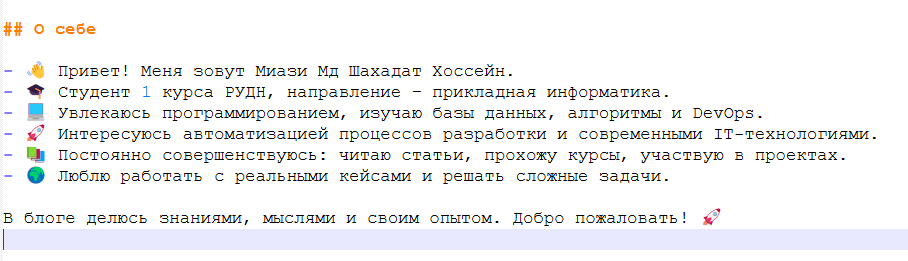 ## О себе
- 👋 Привет! Меня зовут Миази Мд Шахадат Хоссейн.
- 🎓 Студент 1 курса РУДН, направление – прикладная информатика.
- 💻 Увлекаюсь программированием, изучаю базы данных, алгоритмы и DevOps.
- 🚀 Интересуюсь автоматизацией процессов разработки и современными IT-технологиями.
- 📚 Постоянно совершенствуюсь: читаю статьи, прохожу курсы, участвую в проектах.
- 🌍 Люблю работать с реальными кейсами и решать сложные задачи.
В блоге делюсь знаниями, мыслями и своим опытом. Добро пожаловать! 🚀